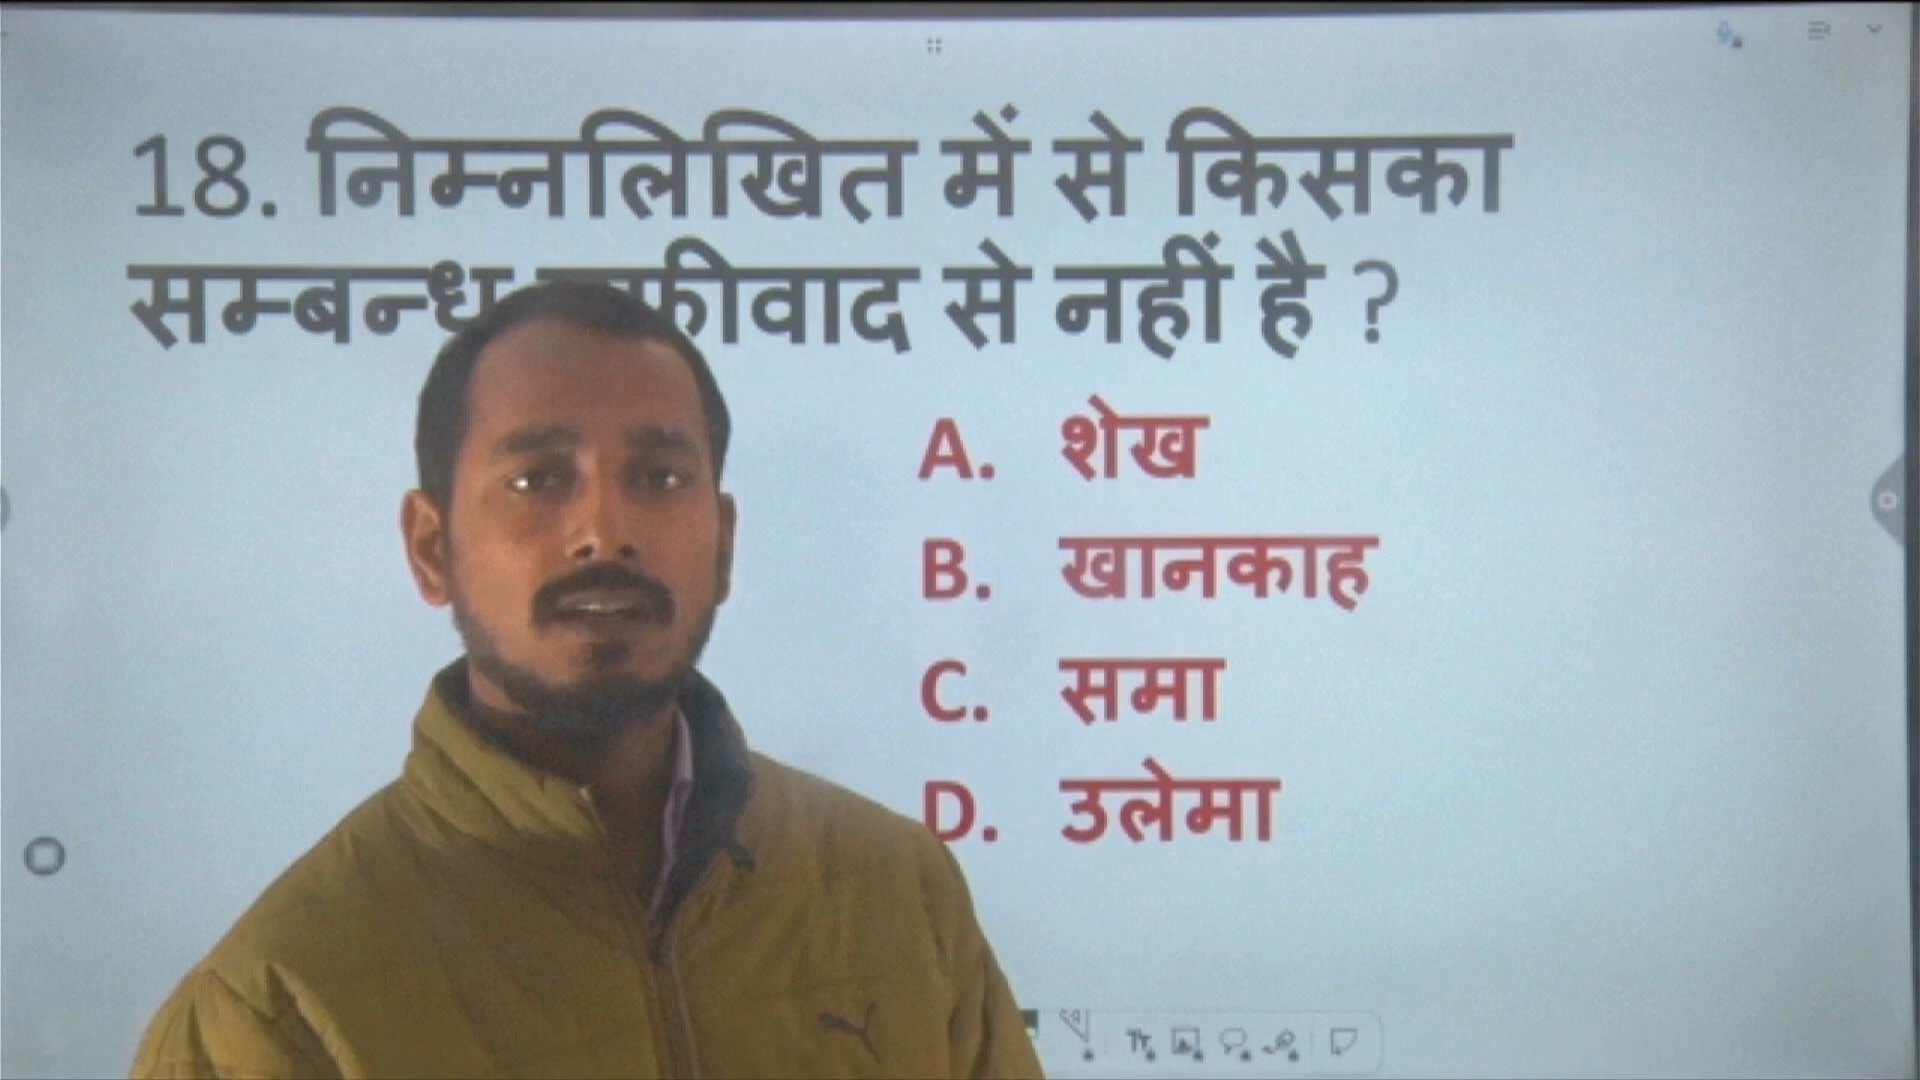 18. निम्नलिखित में से किसका
सम्बन्ध से नहीं है ?
A. शेख
B. खानकाह
C. समा
D. उलेमा